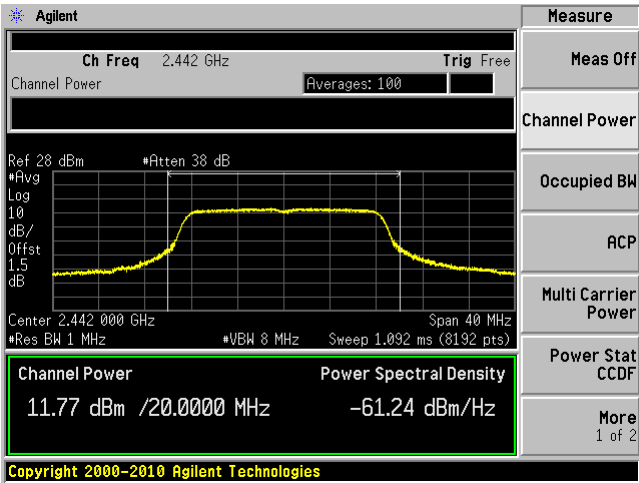 Agilent
Measure
Ch Freq 2.442 GHz Trig Free
Channel Power Averages: 100
Ref 28 dBm #Atten 38 dB
#Avg
Log
10
dB/
Offst
1.5
dB
Center 2.442 000 GHz Span 40 MHz
#Res BW 1 MHz #VBW 8 MHz Sweep 1.092 ms (8192 pts)
Channel Power Power Spectral Density
11.77 dBm /20.0000 MHz -61.24 dBm/Hz
Copyright 2000-2010 Agilent Technologies
Meas Off
Channel Power
Occupied BW
ACP
Multi Carrier
Power
Power Stat
CCDF
More
1 of 2